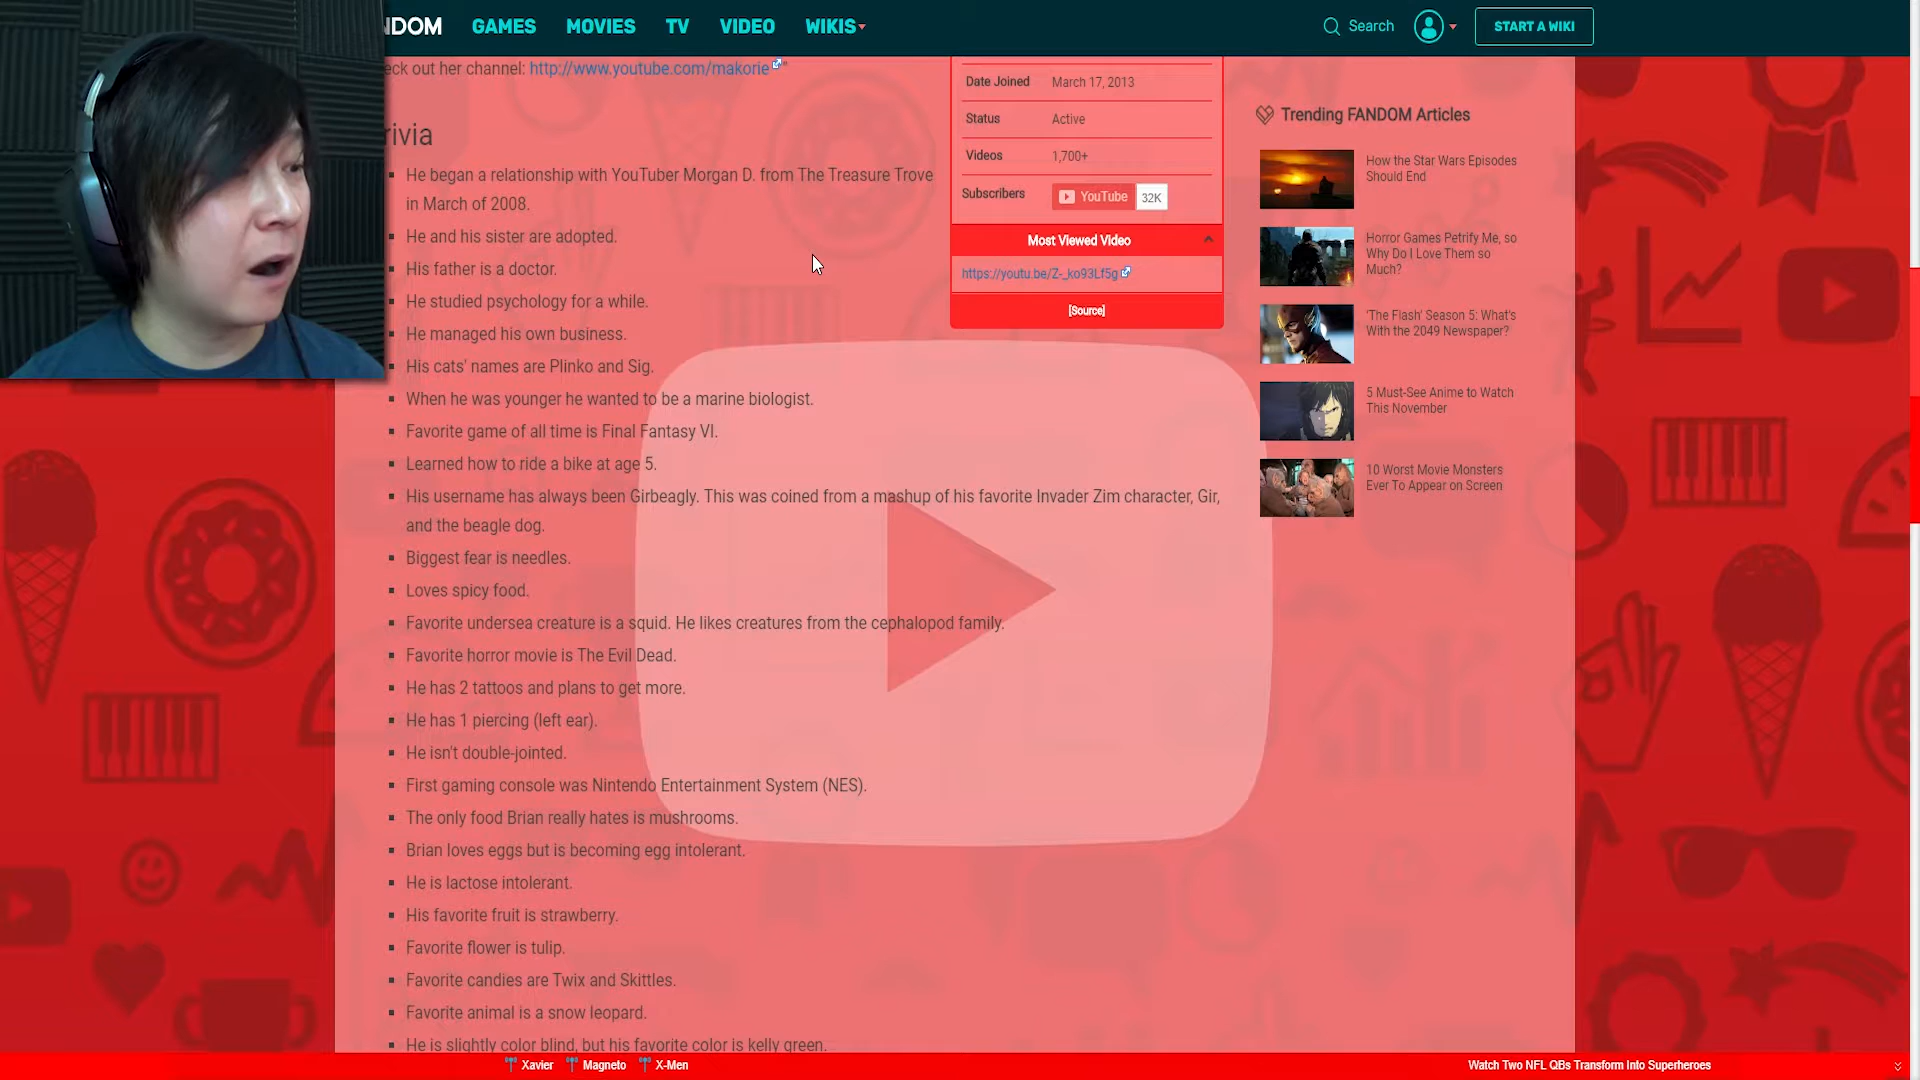 NDOM GAMES MOVIES TV VIDEO WIKIS Search START A WIKI
eck out her channel: http://www.youtube.com/makorie"
rivia
He began a relationship with YouTuber Morgan D. from The Treasure Trove
in March of 2008.
He and his sister are adopted.
His father is a doctor.
He studied psychology for a while.
He managed his own business.
His cats' names are Plinko and Sig.
When he was younger he wanted to be a marine biologist.
Favorite game of all time is Final Fantasy VI.
Learned how to ride a bike at age 5.
His username has always been Girbeagly. This was coined from a mashup of his favorite Invader Zim character, Gir,
and the beagle dog.
Biggest fear is needles.
Loves spicy food.
Favorite undersea creature is a squid. He likes creatures from the cephalopod family.
Favorite horror movie is The Evil Dead.
He has 2 tattoos and plans to get more.
He has 1 piercing (left ear).
He isn't double-jointed.
First gaming console was Nintendo Entertainment System (NES).
The only food Brian really hates is mushrooms.
Brian loves eggs but is becoming egg intolerant.
He is lactose intolerant.
His favorite fruit is strawberry.
Favorite flower is tulip.
Favorite candies are Twix and Skittles.
Favorite animal is a snow leopard.
He is slightly color blind, but his favorite color is kelly green.
Date Joined March 17, 2013
Status Active
Videos 1,700+
Subscribers YouTube 32K
Most Viewed Video
https://youtu.be/Z-_ko93Lf5g
[Source]
Trending FANDOM Articles
How the Star Wars Episodes
Should End
Horror Games Petrify Me, so
Why Do I Love Them so
Much?
'The Flash' Season 5: What's
With the 2049 Newspaper?
5 Must-See Anime to Watch
This November
10 Worst Movie Monsters
Ever To Appear on Screen
Xavier Magneto X-Men
Watch Two NFL QBs Transform Into Superheroes